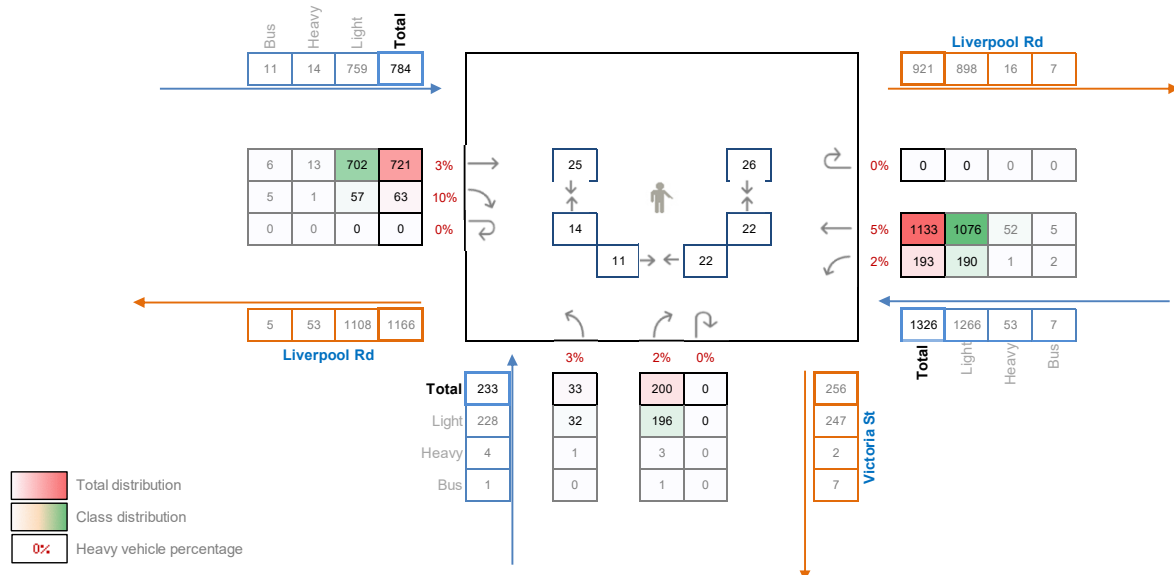 Bus Heavy Light Total
11 14 759 784
Liverpool Rd
921 898 16 7
6 13 702 721 3%
5 1 57 63 10%
0 0 0 0 0%
25 26
14 22
11 22
0% 0 0 0 0
5% 1133 1076 52 5
2% 193 190 1 2
5 53 1108 1166
Liverpool Rd
1326 1266 53 7
Total Light Heavy Bus
3% 2% 0%
Total 233 33 200 0 256
Light 228 32 196 0 247
Heavy 4 1 3 0 2
Bus 1 0 1 0 7
Victoria St
Total distribution
Class distribution
0% Heavy vehicle percentage